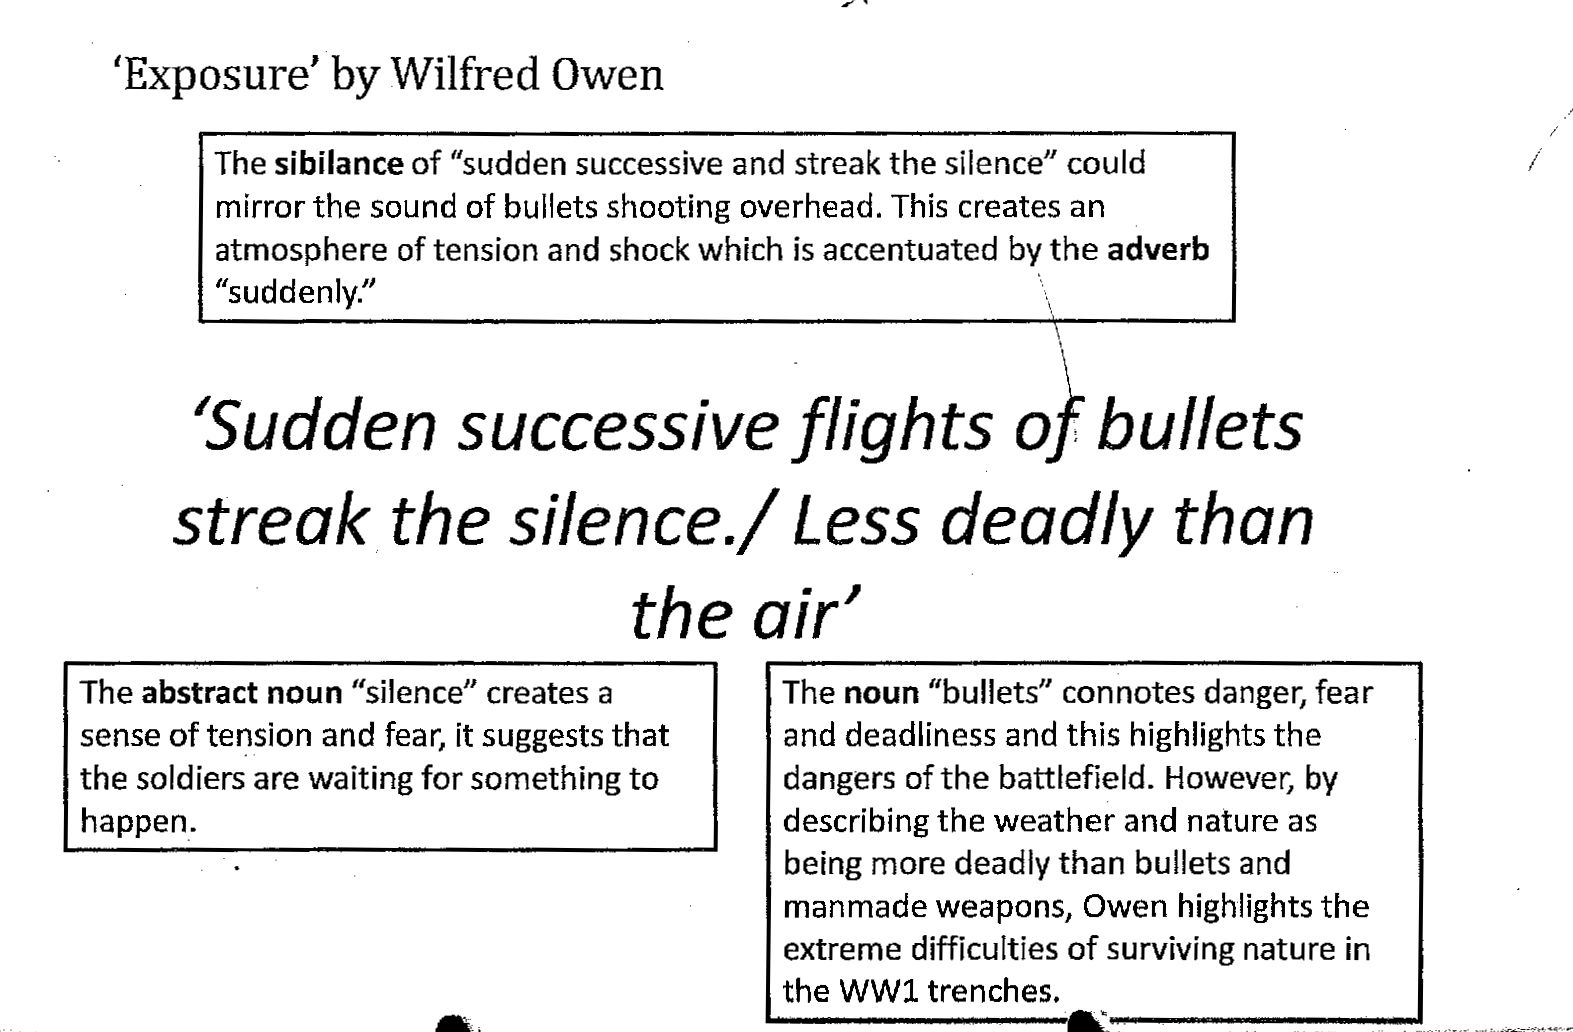 ‘Exposure’ by Wilfred Owen
The sibilance of “sudden successive and streak the silence” could
mirror the sound of bullets shooting overhead. This creates an
atmosphere of tension and shock which is accentuated by the adverb
“suddenly.”
‘Sudden successive flights of bullets
streak the silence./ Less deadly than
the air’
The abstract noun “silence” creates a
sense of tension and fear, it suggests that
the soldiers are waiting for something to
happen.
The noun “bullets” connotes danger, fear
and deadliness and this highlights the
dangers of the battlefield. However, by
describing the weather and nature as
being more deadly than bullets and
manmade weapons, Owen highlights the
extreme difficulties of surviving nature in
the WW1 trenches.